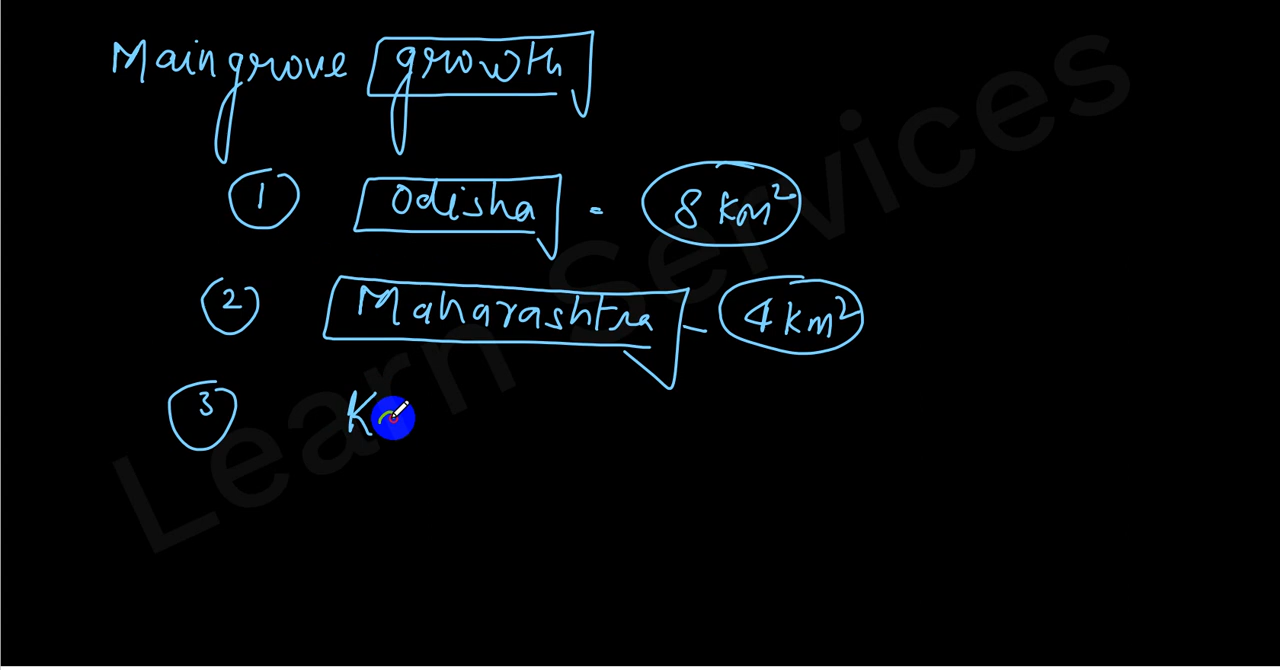 Maingrove growth
1 Odisha - 8 Km²
2 Maharashtra - 4 Km²
3 K
Learn Services